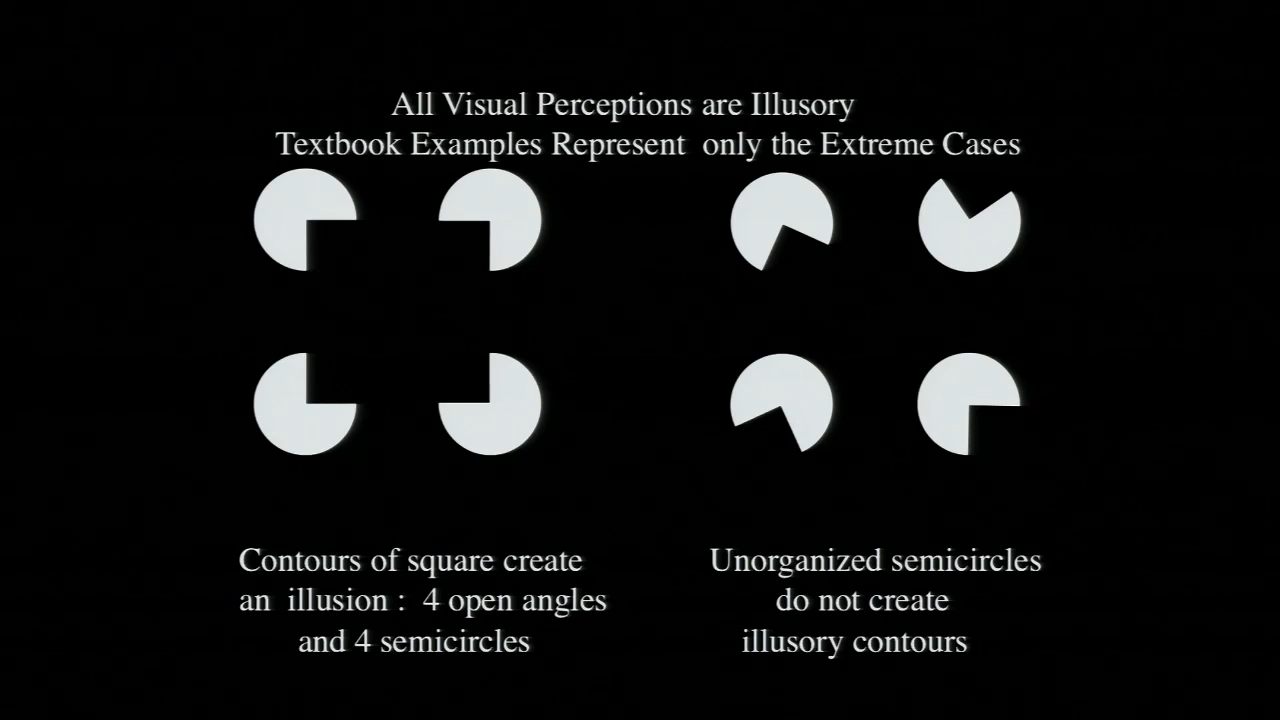 All Visual Perceptions are Illusory
Textbook Examples Represent only the Extreme Cases
Contours of square create
an illusion : 4 open angles
and 4 semicircles
Unorganized semicircles
do not create
illusory contours